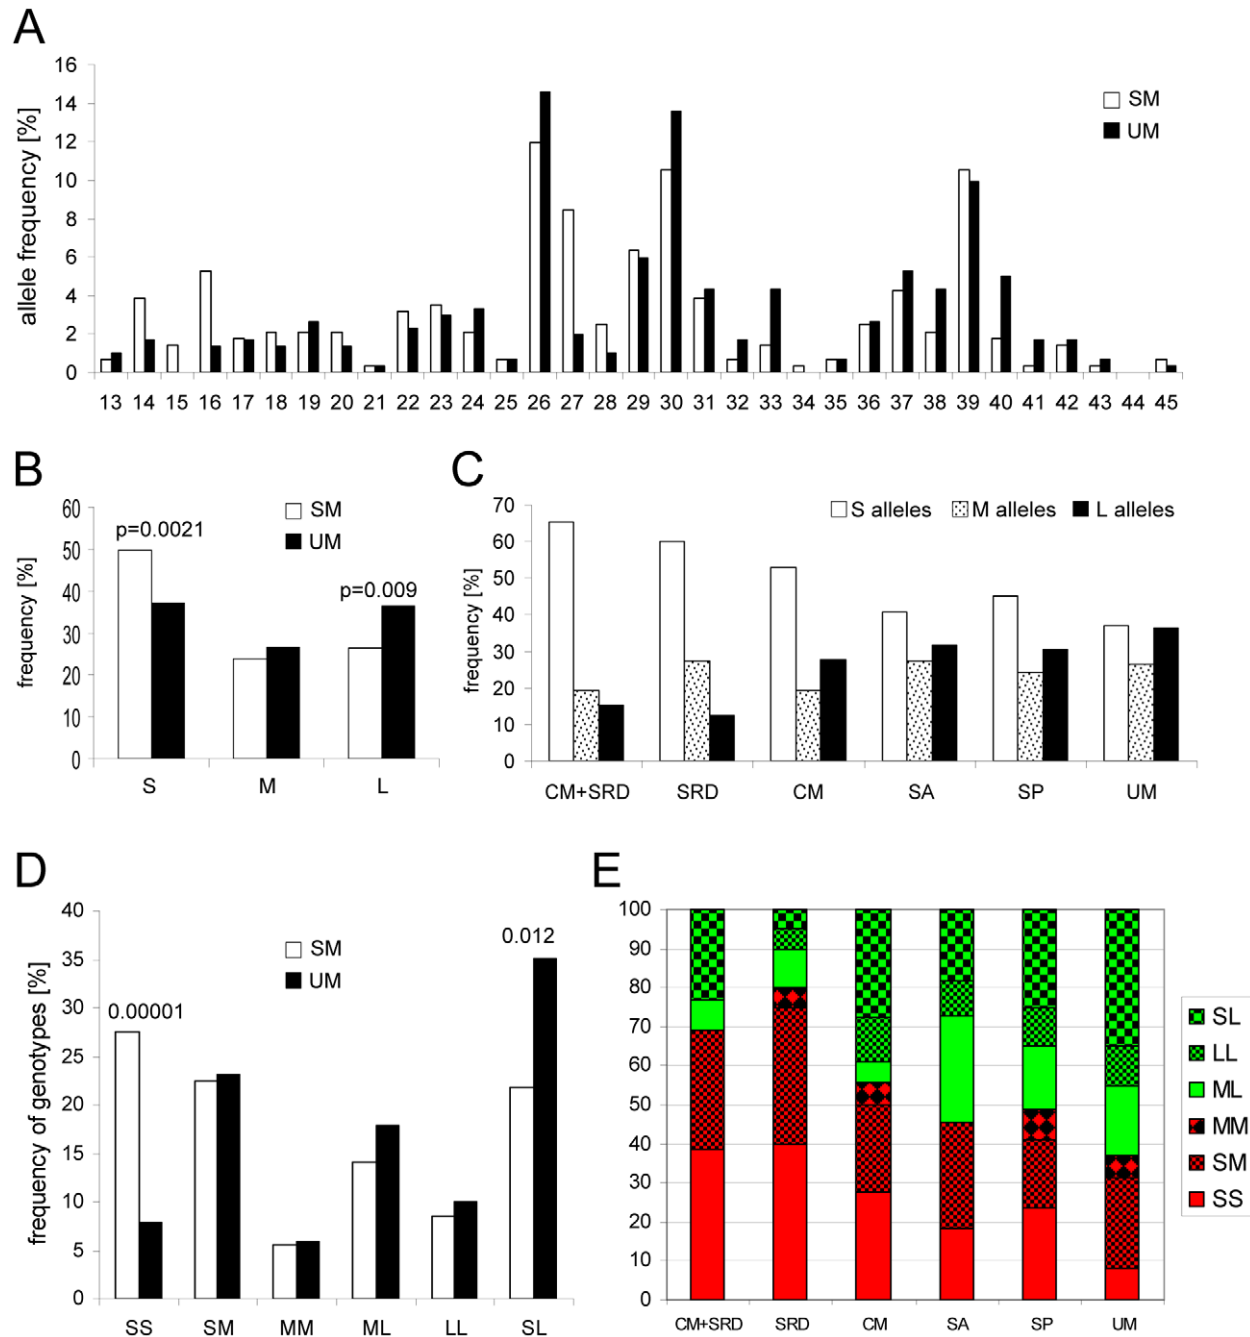 A
allele frequency [%]
16
14
12
10
8
6
4
2
0
SM
UM
13 14 15 16 17 18 19 20 21 22 23 24 25 26 27 28 29 30 31 32 33 34 35 36 37 38 39 40 41 42 43 44 45
B
frequency [%]
60
50
40
30
20
10
0
p=0.0021
SM
UM
p=0.009
S M L
C
frequency [%]
70
60
50
40
30
20
10
0
S alleles M alleles L alleles
CM+SRD SRD CM SA SP UM
D
frequency of genotypes [%]
40
35
30
25
20
15
10
5
0
0.00001
SM
UM
0.012
SS SM MM ML LL SL
E
100
90
80
70
60
50
40
30
20
10
0
SL
LL
ML
MM
SM
SS
CM+SRD SRD CM SA SP UM